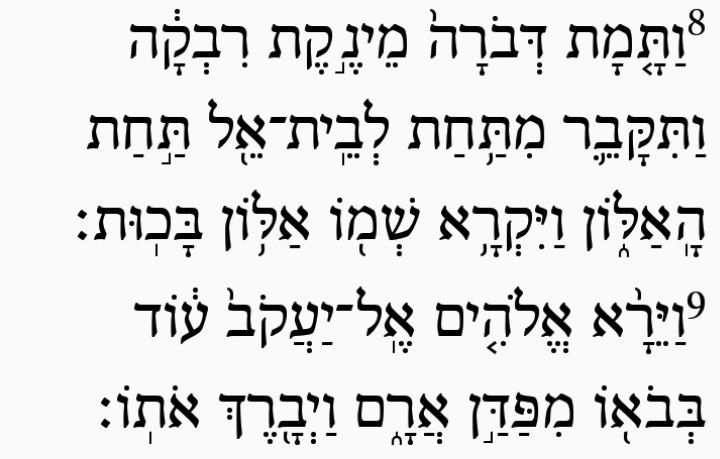 8וַתָּ֤מָת דְּבֹרָה֙ מֵינֶ֣קֶת רִבְקָ֔ה
וַתִּקָּבֵ֛ר מִתַּ֥חַת לְבֵֽית־אֵ֖ל תַּ֣חַת
הָֽאַלּ֑וֹן וַיִּקְרָ֥א שְׁמ֖וֹ אַלּ֥וֹן בָּכֽוּת׃
9וַיֵּרָ֨א אֱלֹהִ֤ים אֶֽל־יַעֲקֹב֙ ע֔וֹד
בְּבֹא֖וֹ מִפַּדַּ֣ן אֲרָ֑ם וַיְבָ֖רֶךְ אֹתֽוֹ׃